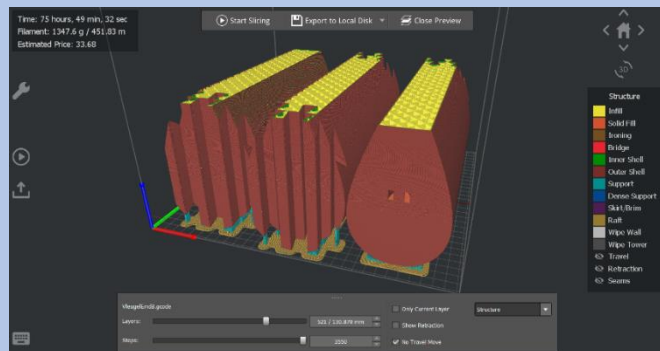 Time: 75 hours, 49 min, 32 sec
Filament: 1347.6 g / 451.83 m
Estimated Price: 33.68
Start Slicing
Export to Local Disk
Close Preview
3D
Structure
Infill
Solid Fill
Ironing
Bridge
Inner Shell
Outer Shell
Support
Dense Support
Skirt/Brim
Raft
Wipe Wall
Wipe Tower
Travel
Retraction
Seams
Layers:
Steps:
Only Current Layer
Structure
Show Retraction
No Travel Move